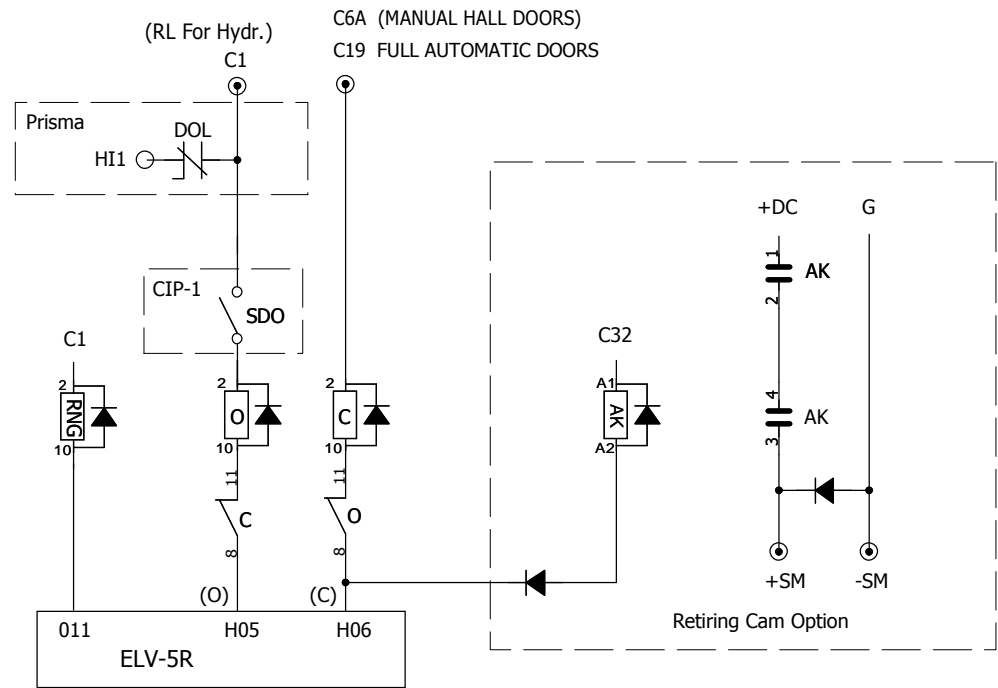 C6A (MANUAL HALL DOORS)
(RL For Hydr.)
C19 FULL AUTOMATIC DOORS
C1
Prisma
DOL
HI1
+DC
G
1
AK
2
CIP-1
SDO
C1
C32
2
RNG
10
2
O
10
2
C
10
A1
AK
A2
4
AK
3
11
C
8
11
O
8
+SM
-SM
(O)
(C)
Retiring Cam Option
011
H05
H06
ELV-5R